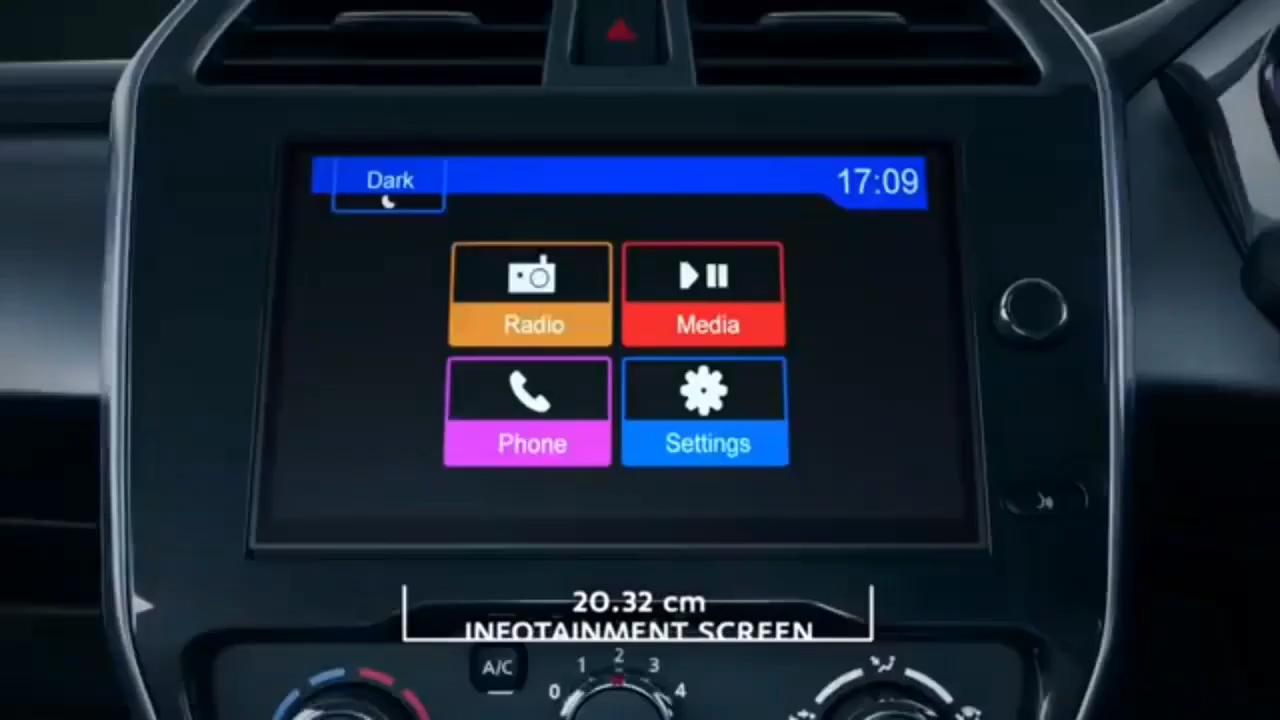 Dark
17:09
Radio
Media
Phone
Settings
20.32 cm
INFOTAINMENT SCREEN
A/C
0 1 2 3 4